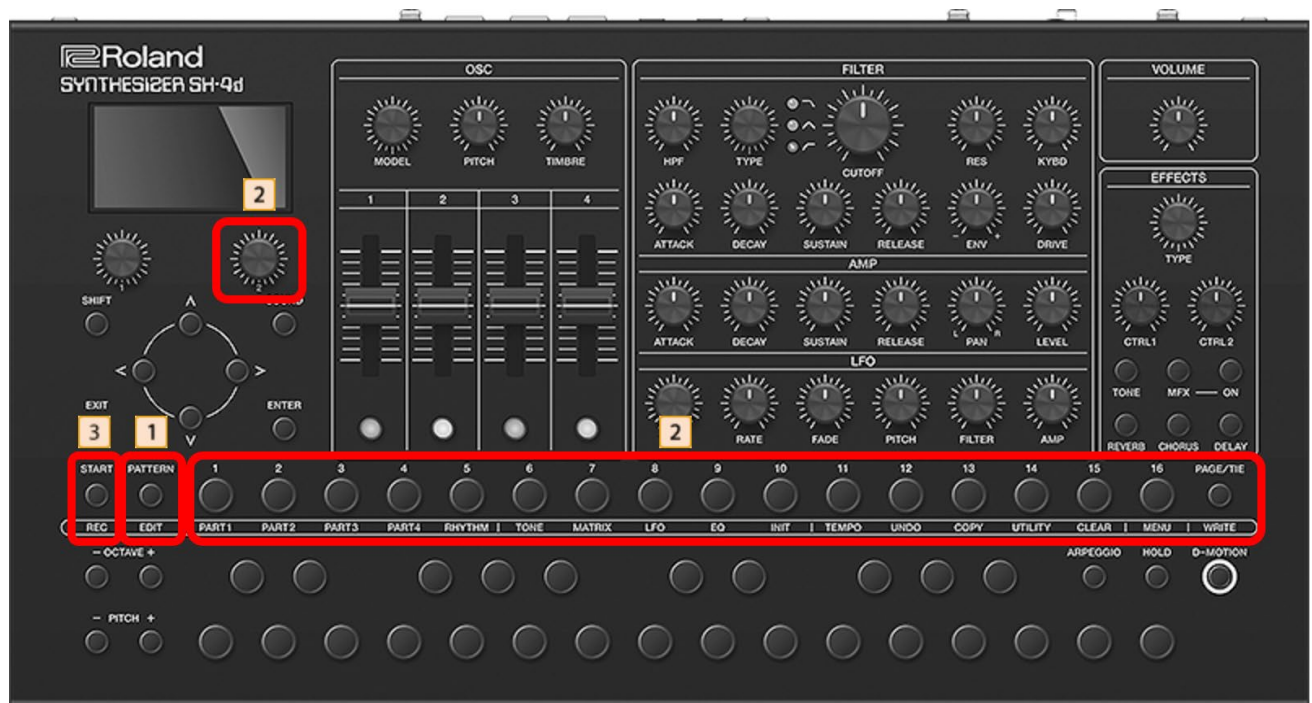 Roland
SYNTHESIZER SH-4d
OSC
FILTER
VOLUME
MODEL PITCH TIMBRE
HPF TYPE CUTOFF RES KYBD
EFFECTS
2
1 2 3 4
TYPE
ATTACK DECAY SUSTAIN RELEASE − ENV + DRIVE
AMP
1 2
SHIFT
ATTACK DECAY SUSTAIN RELEASE L PAN R LEVEL
CTRL1 CTRL2
LFO
< >
TONE MFX ON
EXIT ENTER
RATE FADE PITCH FILTER AMP
REVERB CHORUS DELAY
3 1 2
START PATTERN 1 2 3 4 5 6 7 8 9 10 11 12 13 14 15 16 PAGE/TIE
REC EDIT PART1 PART2 PART3 PART4 RHYTHM | TONE MATRIX LFO EQ INIT | TEMPO UNDO COPY UTILITY CLEAR | MENU | WRITE
− OCTAVE + ARPEGGIO HOLD D-MOTION
− PITCH +